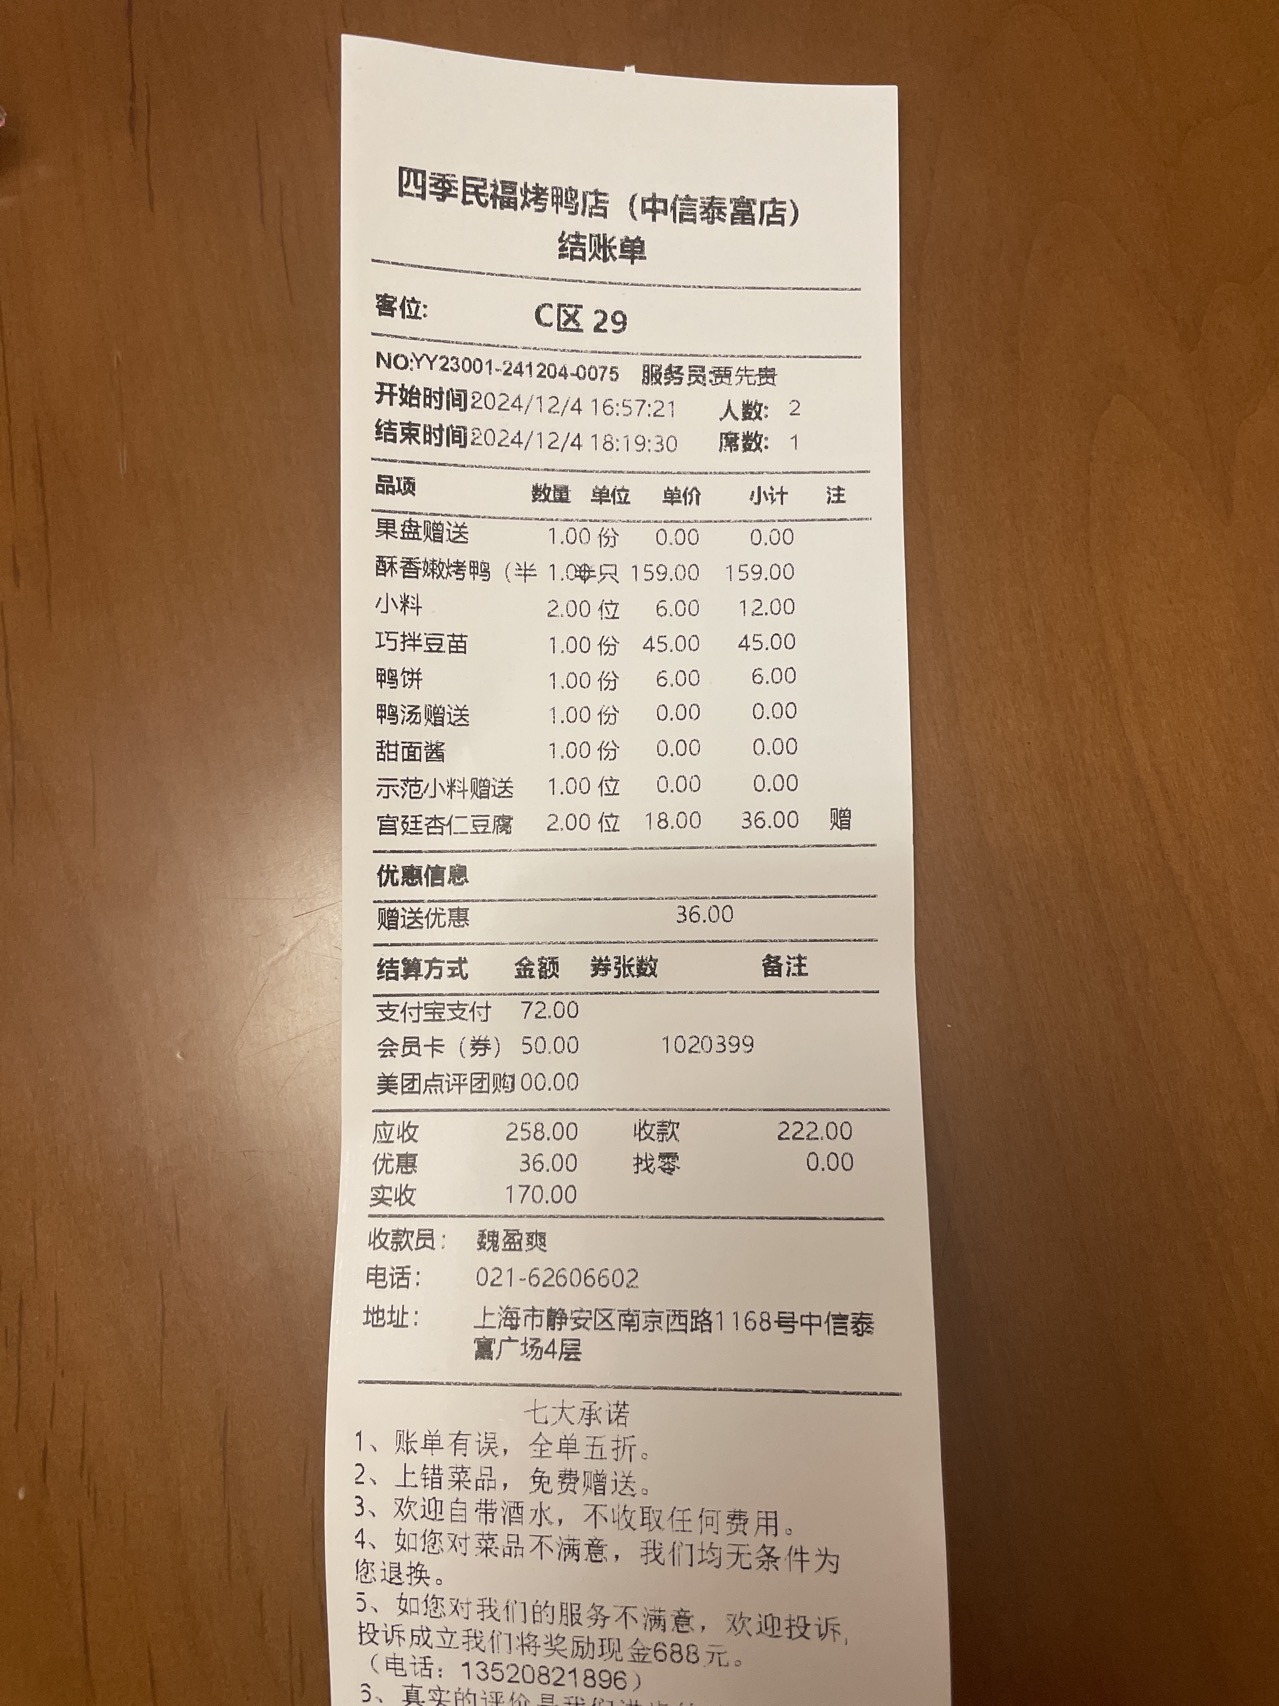 四季民福烤鸭店（中信泰富店）
结账单
客位: C区 29
NO:YY23001-241204-0075 服务员:贾先贵
开始时间2024/12/4 16:57:21 人数: 2
结束时间2024/12/4 18:19:30 席数: 1
品项 数量 单位 单价 小计 注
果盘赠送 1.00 份 0.00 0.00
酥香嫩烤鸭（半 1.00 半只 159.00 159.00
小料 2.00 位 6.00 12.00
巧拌豆苗 1.00 份 45.00 45.00
鸭饼 1.00 份 6.00 6.00
鸭汤赠送 1.00 份 0.00 0.00
甜面酱 1.00 份 0.00 0.00
示范小料赠送 1.00 位 0.00 0.00
宫廷杏仁豆腐 2.00 位 18.00 36.00 赠
优惠信息
赠送优惠 36.00
结算方式 金额 券张数 备注
支付宝支付 72.00
会员卡（券） 50.00 1020399
美团点评团购 00.00
应收 258.00 收款 222.00
优惠 36.00 找零 0.00
实收 170.00
收款员: 魏盈爽
电话: 021-62606602
地址: 上海市静安区南京西路1168号中信泰
富广场4层
七大承诺
1、账单有误，全单五折。
2、上错菜品，免费赠送。
3、欢迎自带酒水，不收取任何费用。
4、如您对菜品不满意，我们均无条件为
您退换。
5、如您对我们的服务不满意，欢迎投诉,
投诉成立我们将奖励现金688元。
（电话：13520821896）
6、真实的评价是我们进步的